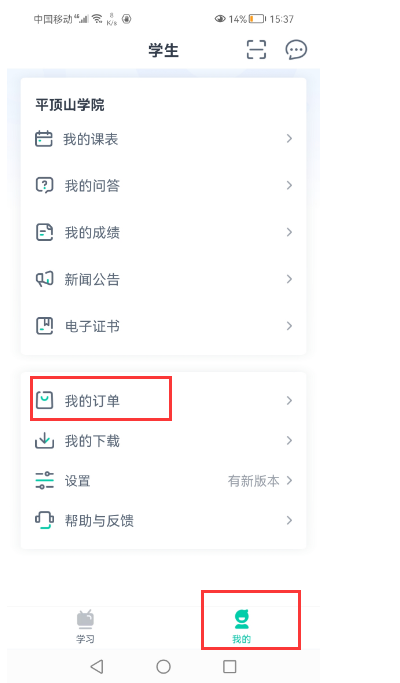 中国移动 4G 8 K/s 14% 15:37
学生
平顶山学院
我的课表
我的问答
我的成绩
新闻公告
电子证书
我的订单
我的下载
设置 有新版本
帮助与反馈
学习 我的